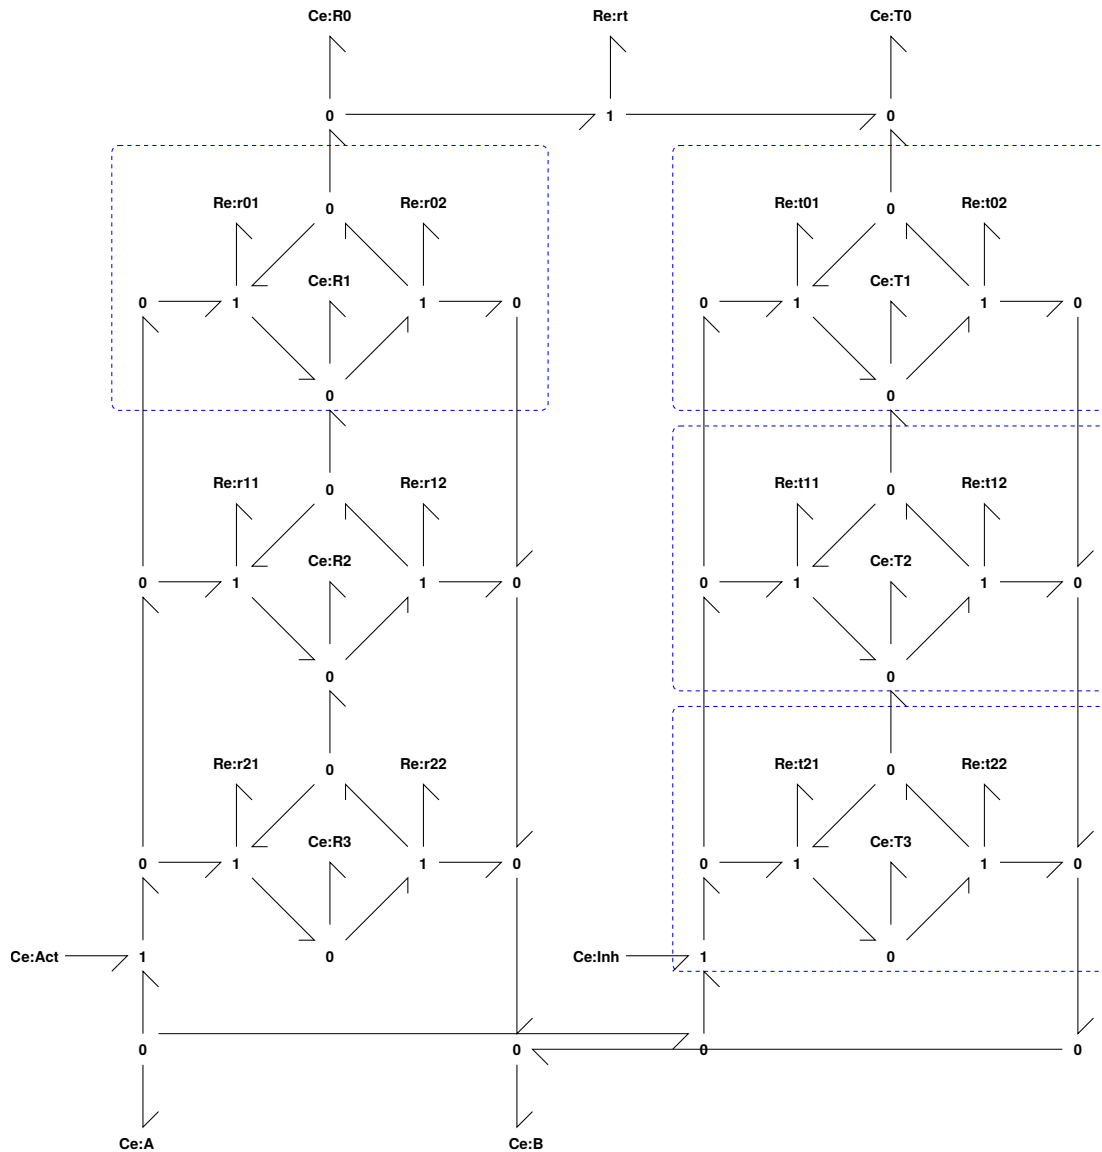 Ce:R0 Re:rt Ce:T0
0 1 0
Re:r01 0 Re:r02 Re:t01 0 Re:t02
Ce:R1 Ce:T1
0 1 1 0 0 1 1 0
0 0
Re:r11 0 Re:r12 Re:t11 0 Re:t12
Ce:R2 Ce:T2
0 1 1 0 0 1 1 0
0 0
Re:r21 0 Re:r22 Re:t21 0 Re:t22
Ce:R3 Ce:T3
0 1 1 0 0 1 1 0
Ce:Act 1 0 Ce:Inh 1 0
0 0 0 0
Ce:A Ce:B